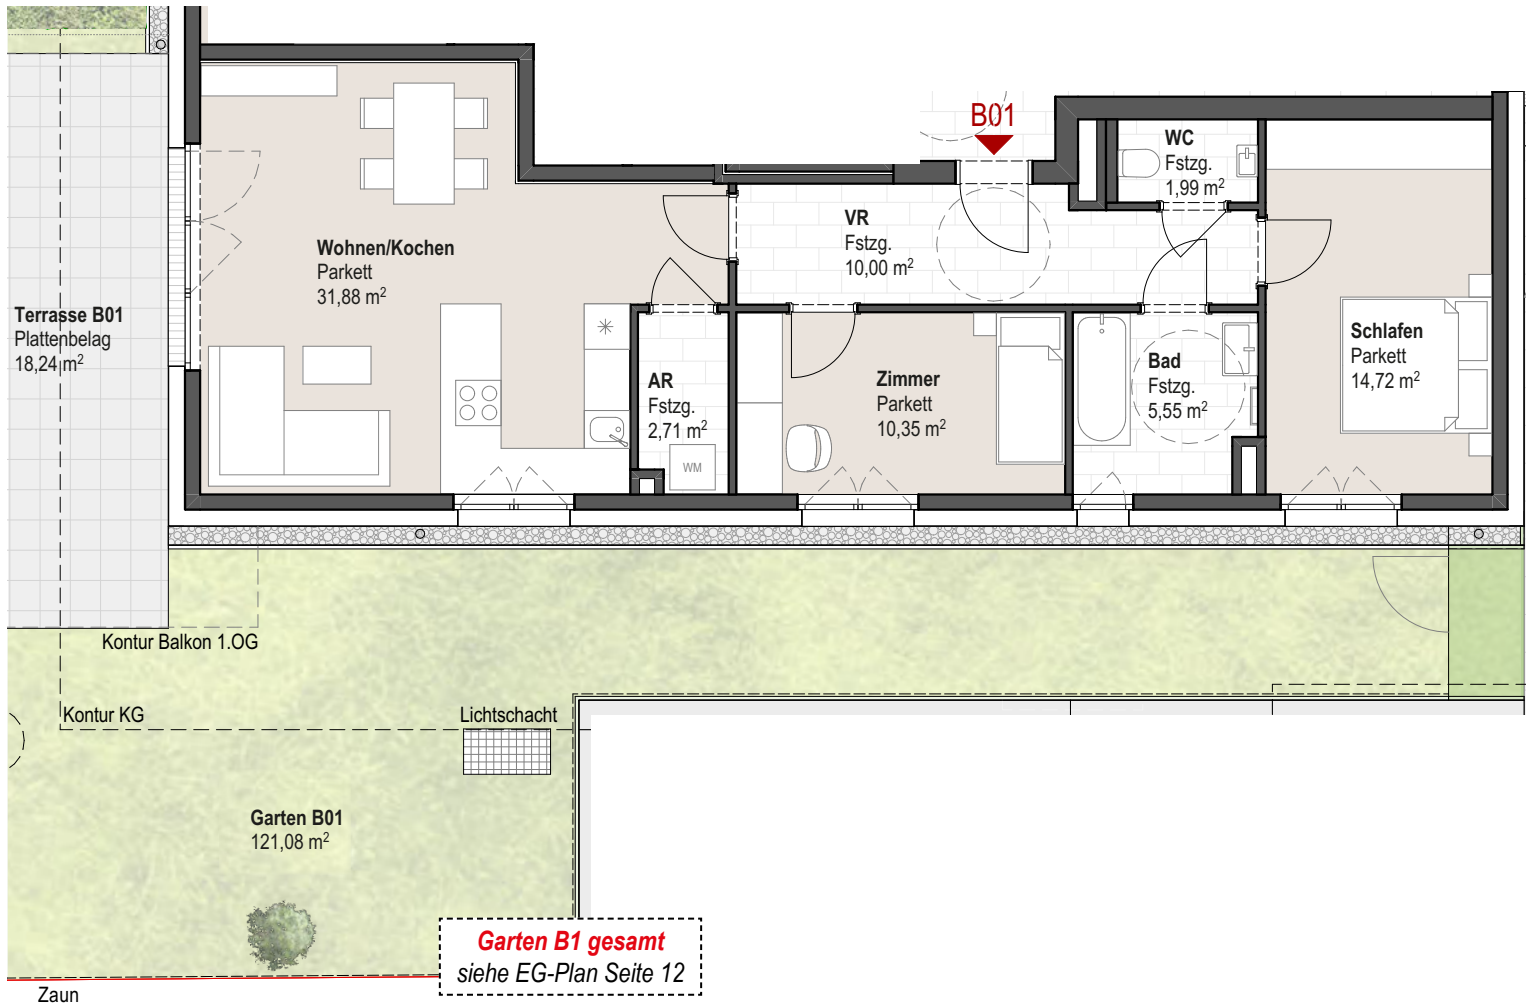 B01
WC
Fstzg.
1,99 m²
VR
Fstzg.
10,00 m²
Wohnen/Kochen
Parkett
31,88 m²
Terrasse B01
Plattenbelag
18,24 m²
Schlafen
Parkett
14,72 m²
AR
Fstzg.
2,71 m²
WM
Zimmer
Parkett
10,35 m²
Bad
Fstzg.
5,55 m²
Kontur Balkon 1.OG
Kontur KG
Lichtschacht
Garten B01
121,08 m²
Garten B1 gesamt
siehe EG-Plan Seite 12
Zaun